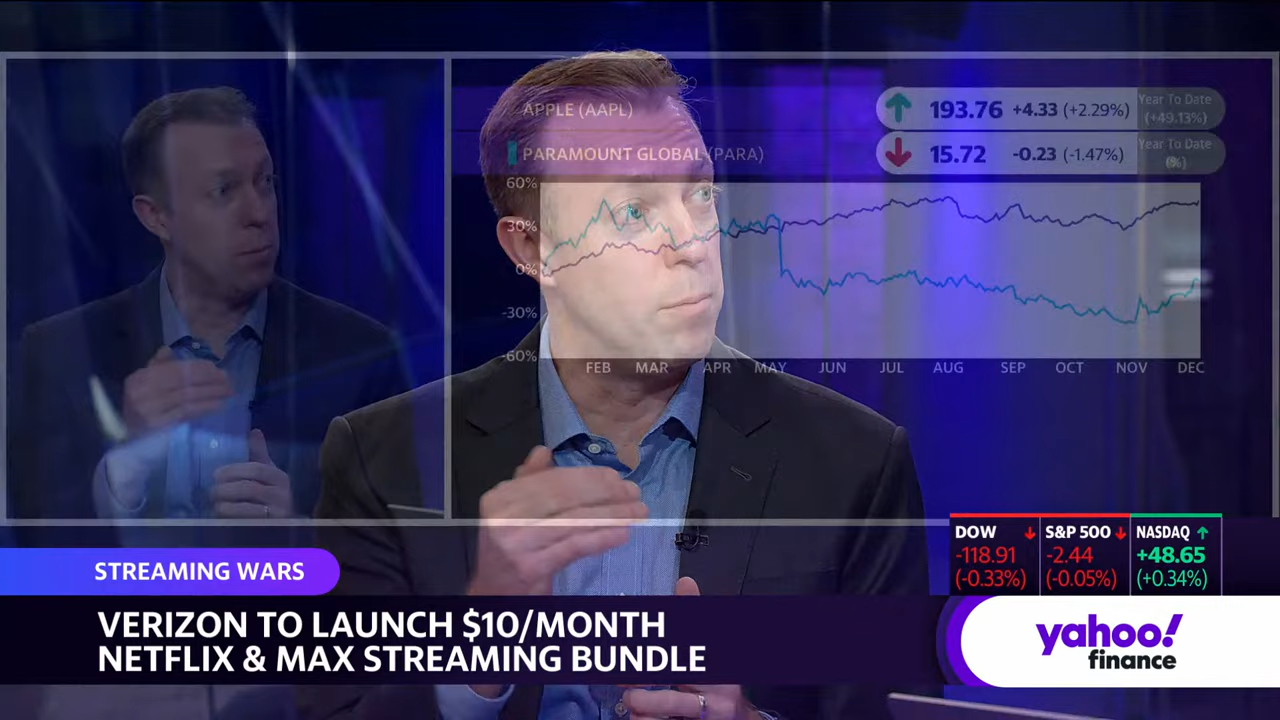 APPLE (AAPL)
193.76 +4.33 (+2.29%)
Year To Date
(+49.13%)
PARAMOUNT GLOBAL (PARA)
15.72 -0.23 (-1.47%)
Year To Date
(%)
60%
30%
0%
-30%
-60%
FEB MAR APR MAY JUN JUL AUG SEP OCT NOV DEC
DOW
-118.91
(-0.33%)
S&P 500
-2.44
(-0.05%)
NASDAQ
+48.65
(+0.34%)
STREAMING WARS
VERIZON TO LAUNCH $10/MONTH
NETFLIX & MAX STREAMING BUNDLE
yahoo!
finance